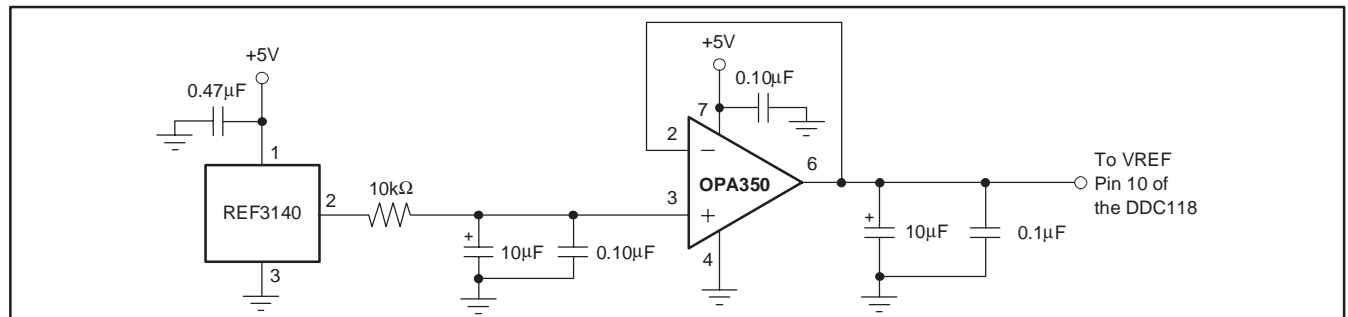 +5V
0.47μF
1
REF3140
2
3
10kΩ
+
10μF
0.10μF
+5V
0.10μF
7
2
−
OPA350
3
+
4
6
+
10μF
0.1μF
To VREF
Pin 10 of
the DDC118